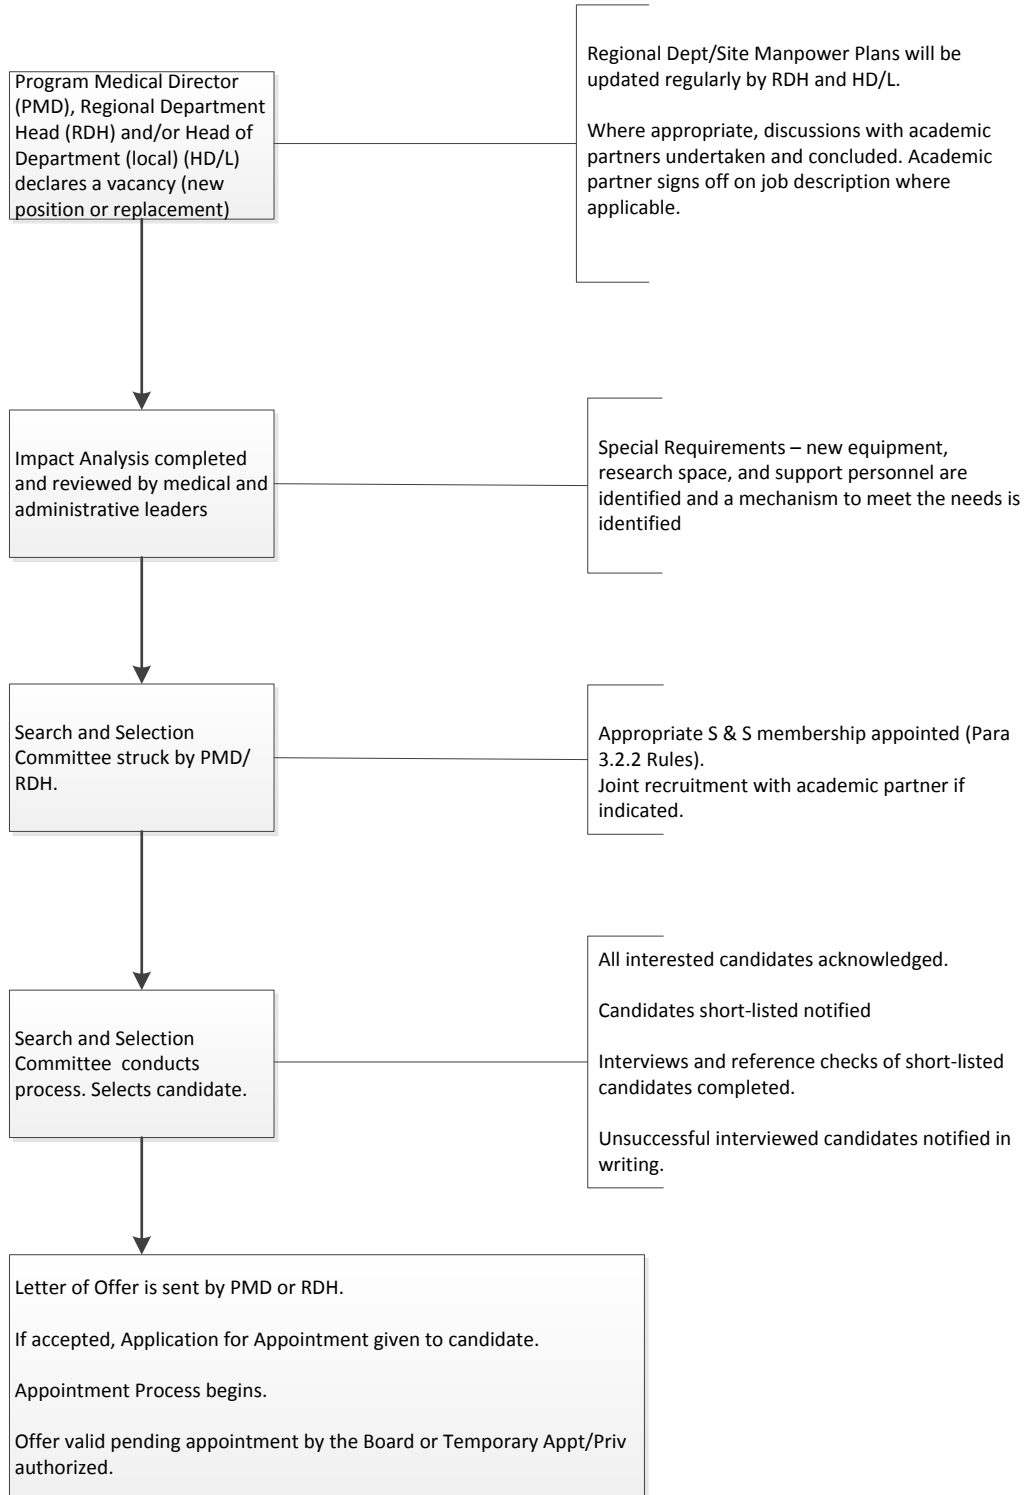 Program Medical Director
(PMD), Regional Department
Head (RDH) and/or Head of
Department (local) (HD/L)
declares a vacancy (new
position or replacement)
Regional Dept/Site Manpower Plans will be
updated regularly by RDH and HD/L.
Where appropriate, discussions with academic
partners undertaken and concluded. Academic
partner signs off on job description where
applicable.
Impact Analysis completed
and reviewed by medical and
administrative leaders
Special Requirements – new equipment,
research space, and support personnel are
identified and a mechanism to meet the needs is
identified
Search and Selection
Committee struck by PMD/
RDH.
Appropriate S & S membership appointed (Para
3.2.2 Rules).
Joint recruitment with academic partner if
indicated.
Search and Selection
Committee  conducts
process. Selects candidate.
All interested candidates acknowledged.
Candidates short-listed notified
Interviews and reference checks of short-listed
candidates completed.
Unsuccessful interviewed candidates notified in
writing.
Letter of Offer is sent by PMD or RDH.
If accepted, Application for Appointment given to candidate.
Appointment Process begins.
Offer valid pending appointment by the Board or Temporary Appt/Priv
authorized.